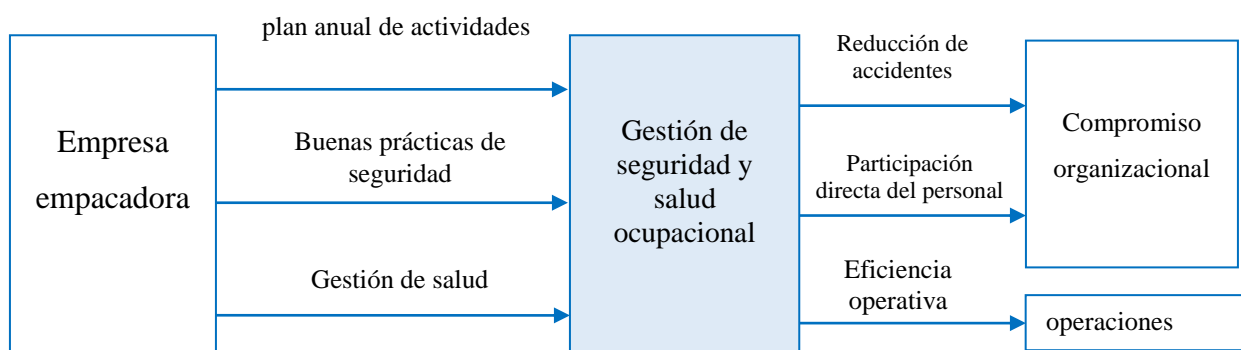 plan anual de actividades
Empresa
empacadora
Buenas prácticas de
seguridad
Gestión de salud
Gestión de
seguridad y
salud
ocupacional
Reducción de
accidentes
Participación
directa del personal
Eficiencia
operativa
Compromiso
organizacional
operaciones